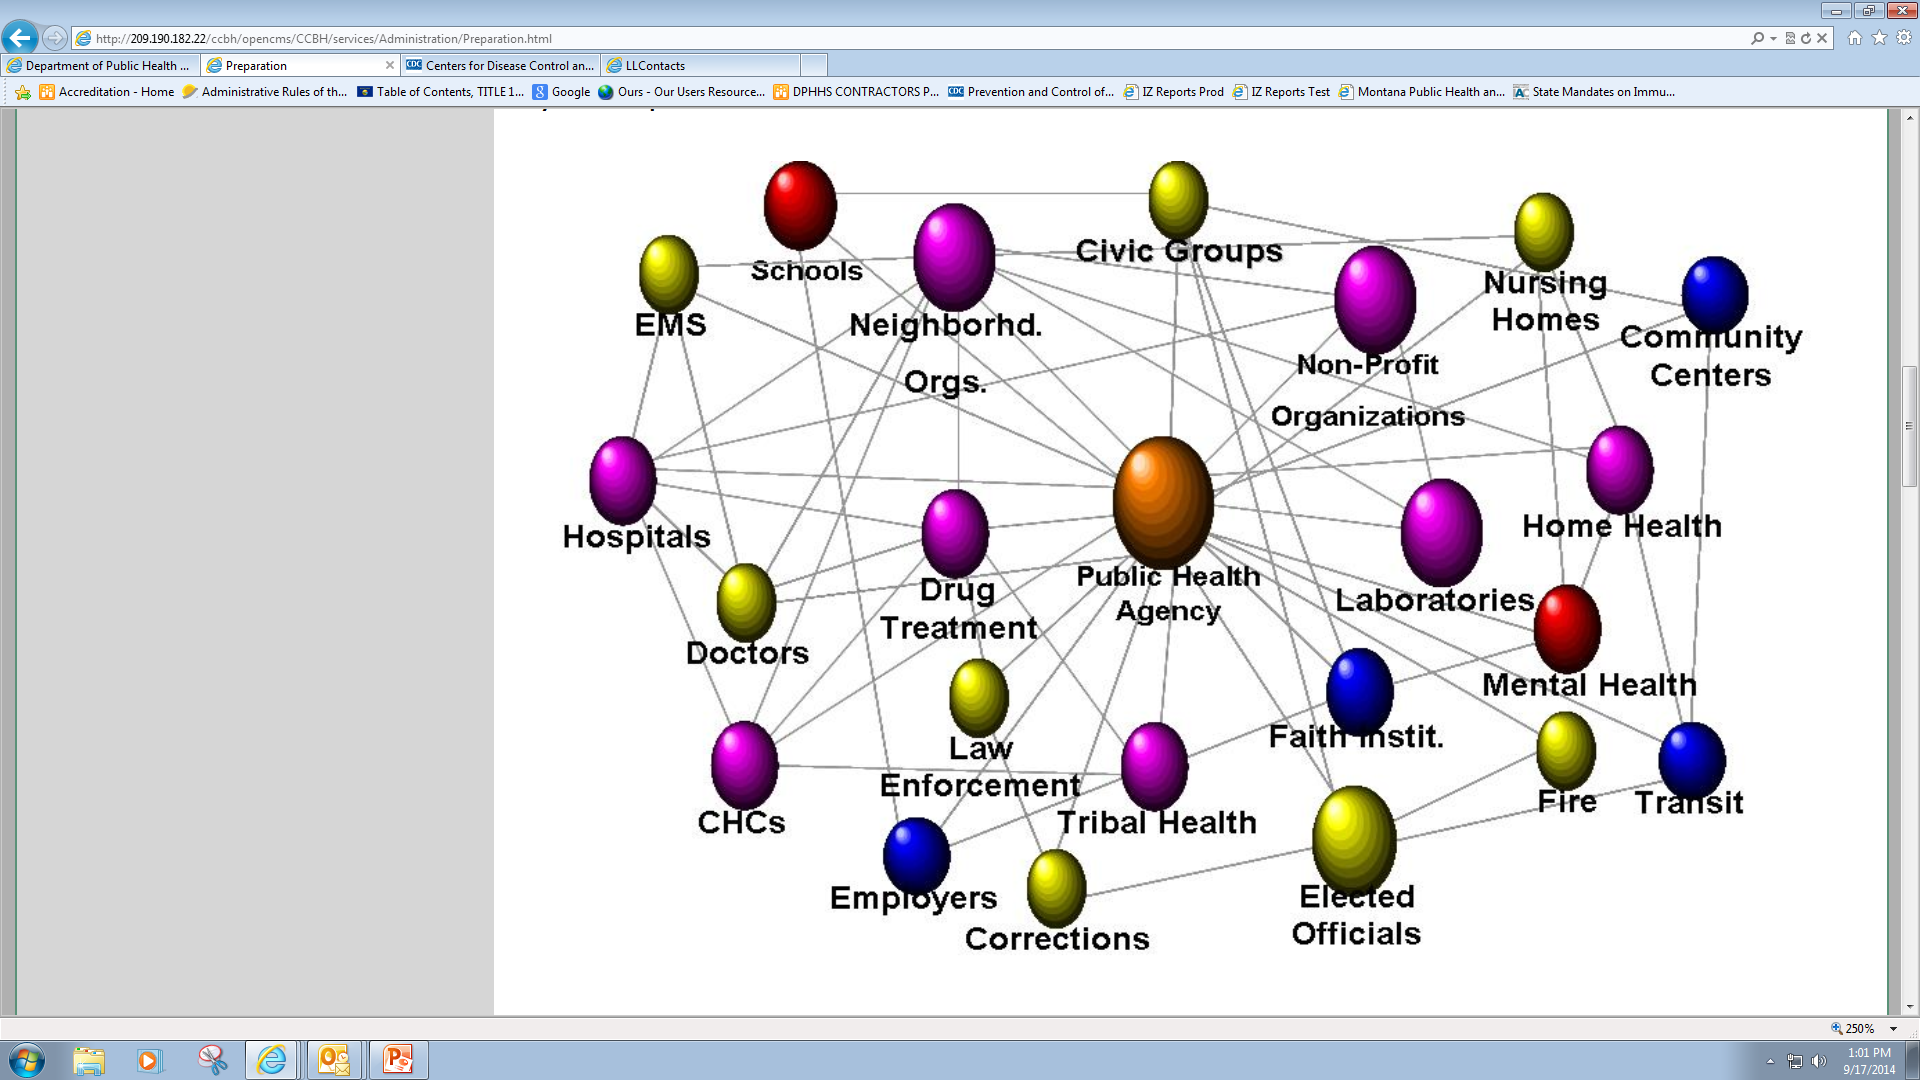 http://209.190.182.22/ccbh/opencms/CCBH/services/Administration/Preparation.html
Department of Public Health ...
Preparation
CDC
Centers for Disease Control an...
LLContacts
Accreditation - Home
Administrative Rules of th...
Table of Contents, TITLE 1...
Google
Ours - Our Users Resource...
DPHHS CONTRACTORS P...
CDC
Prevention and Control of...
IZ Reports Prod
IZ Reports Test
Montana Public Health an...
State Mandates on Immu...
Schools
Civic Groups
Nursing
Homes
EMS
Neighborhd.
Orgs.
Non-Profit
Organizations
Community
Centers
Hospitals
Drug
Treatment
Public Health
Agency
Laboratories
Home Health
Doctors
Law
Enforcement
Faith Instit.
Mental Health
CHCs
Tribal Health
Fire
Transit
Employers
Corrections
Elected
Officials
250%
1:01 PM
9/17/2014